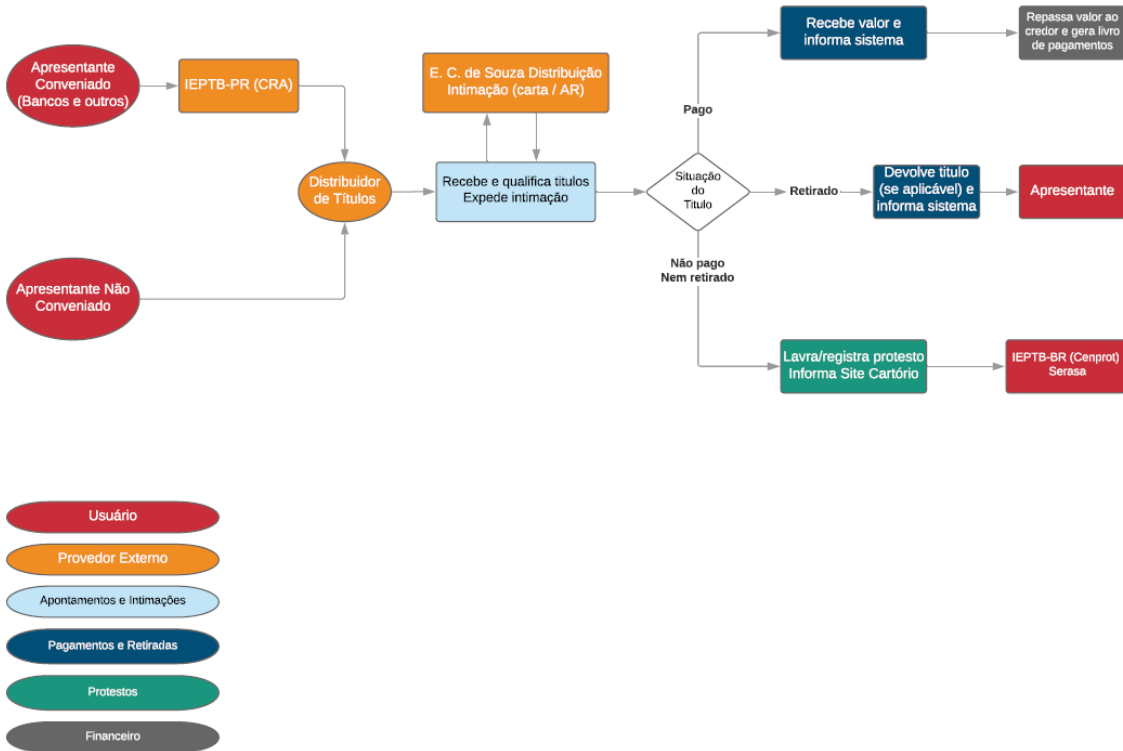 Apresentante
Conveniado
(Bancos e outros)
IEPTB-PR (CRA)
E. C. de Souza Distribuição
Intimação (carta / AR)
Recebe valor e
informa sistema
Repassa valor ao
credor e gera livro
de pagamentos
Pago
Distribuidor
de Títulos
Recebe e qualifica titulos
Expede intimação
Situação
do
Titulo
Retirado
Devolve titulo
(se aplicável) e
informa sistema
Apresentante
Apresentante Não
Conveniado
Não pago
Nem retirado
Lavra/registra protesto
Informa Site Cartório
IEPTB-BR (Cenprot)
Serasa
Usuário
Provedor Externo
Apontamentos e Intimações
Pagamentos e Retiradas
Protestos
Financeiro